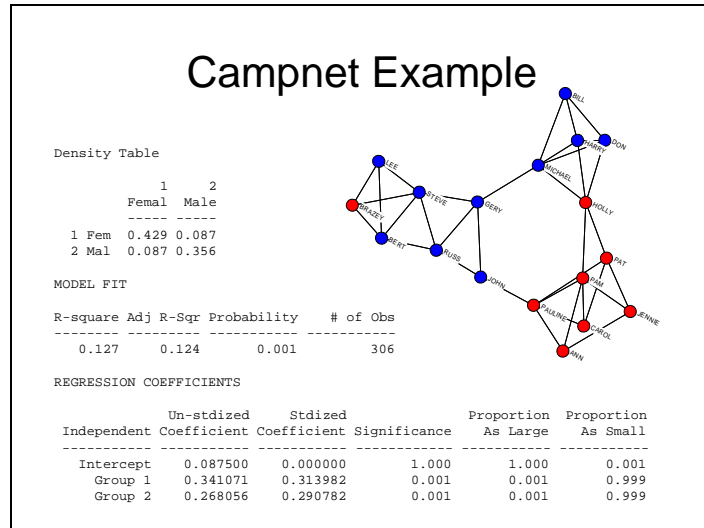 Campnet Example
Density Table
1 2
Femal Male
----- -----
1 Fem 0.429 0.087
2 Mal 0.087 0.356
MODEL FIT
R-square Adj R-Sqr Probability # of Obs
-------- --------- ----------- -----------
0.127 0.124 0.001 306
REGRESSION COEFFICIENTS
Un-stdized Stdized Proportion Proportion
Independent Coefficient Coefficient Significance As Large As Small
----------- ----------- ----------- ------------ ----------- -----------
Intercept 0.087500 0.000000 1.000 1.000 0.001
Group 1 0.341071 0.313982 0.001 0.001 0.999
Group 2 0.268056 0.290782 0.001 0.001 0.999
BILL
HARRY
DON
MICHAEL
LEE
STEVE
BRAZEY
GERY
HOLLY
BERT
RUSS
JOHN
PAT
PAM
PAULINE
JENNIE
CAROL
ANN